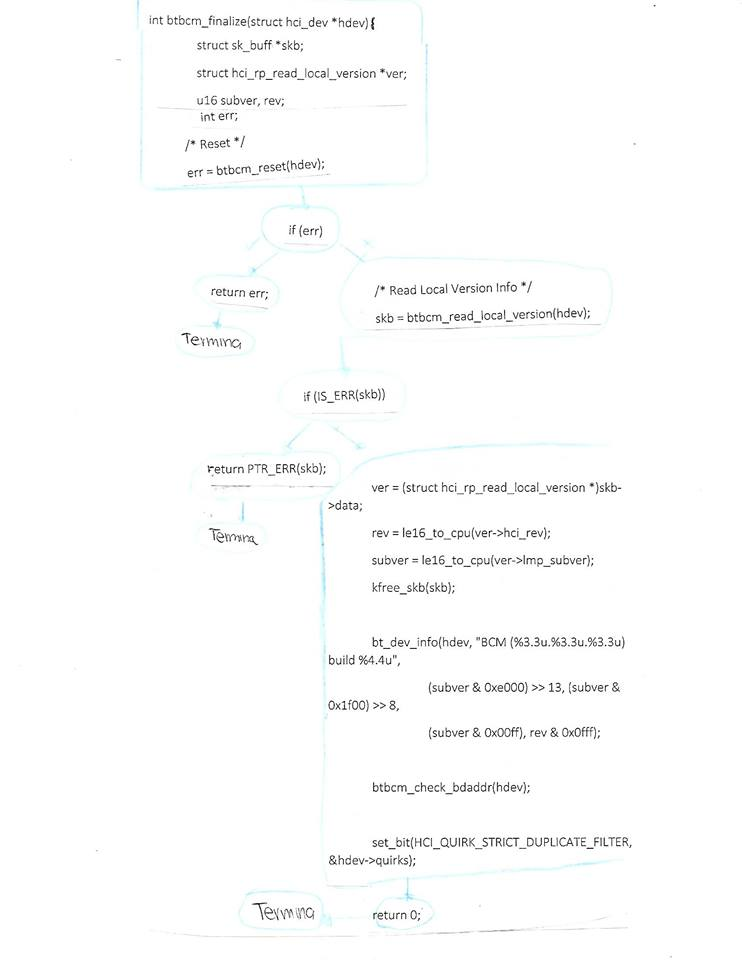 int btbcm_finalize(struct hci_dev *hdev){
struct sk_buff *skb;
struct hci_rp_read_local_version *ver;
u16 subver, rev;
int err;
/* Reset */
err = btbcm_reset(hdev);
if (err)
return err;
/* Read Local Version Info */
skb = btbcm_read_local_version(hdev);
Termina
if (IS_ERR(skb))
return PTR_ERR(skb);
Termina
ver = (struct hci_rp_read_local_version *)skb-
>data;
rev = le16_to_cpu(ver->hci_rev);
subver = le16_to_cpu(ver->lmp_subver);
kfree_skb(skb);
bt_dev_info(hdev, "BCM (%3.3u.%3.3u.%3.3u)
build %4.4u",
(subver & 0xe000) >> 13, (subver &
0x1f00) >> 8,
(subver & 0x00ff), rev & 0x0fff);
btbcm_check_bdaddr(hdev);
set_bit(HCI_QUIRK_STRICT_DUPLICATE_FILTER,
&hdev->quirks);
return 0;
Termina